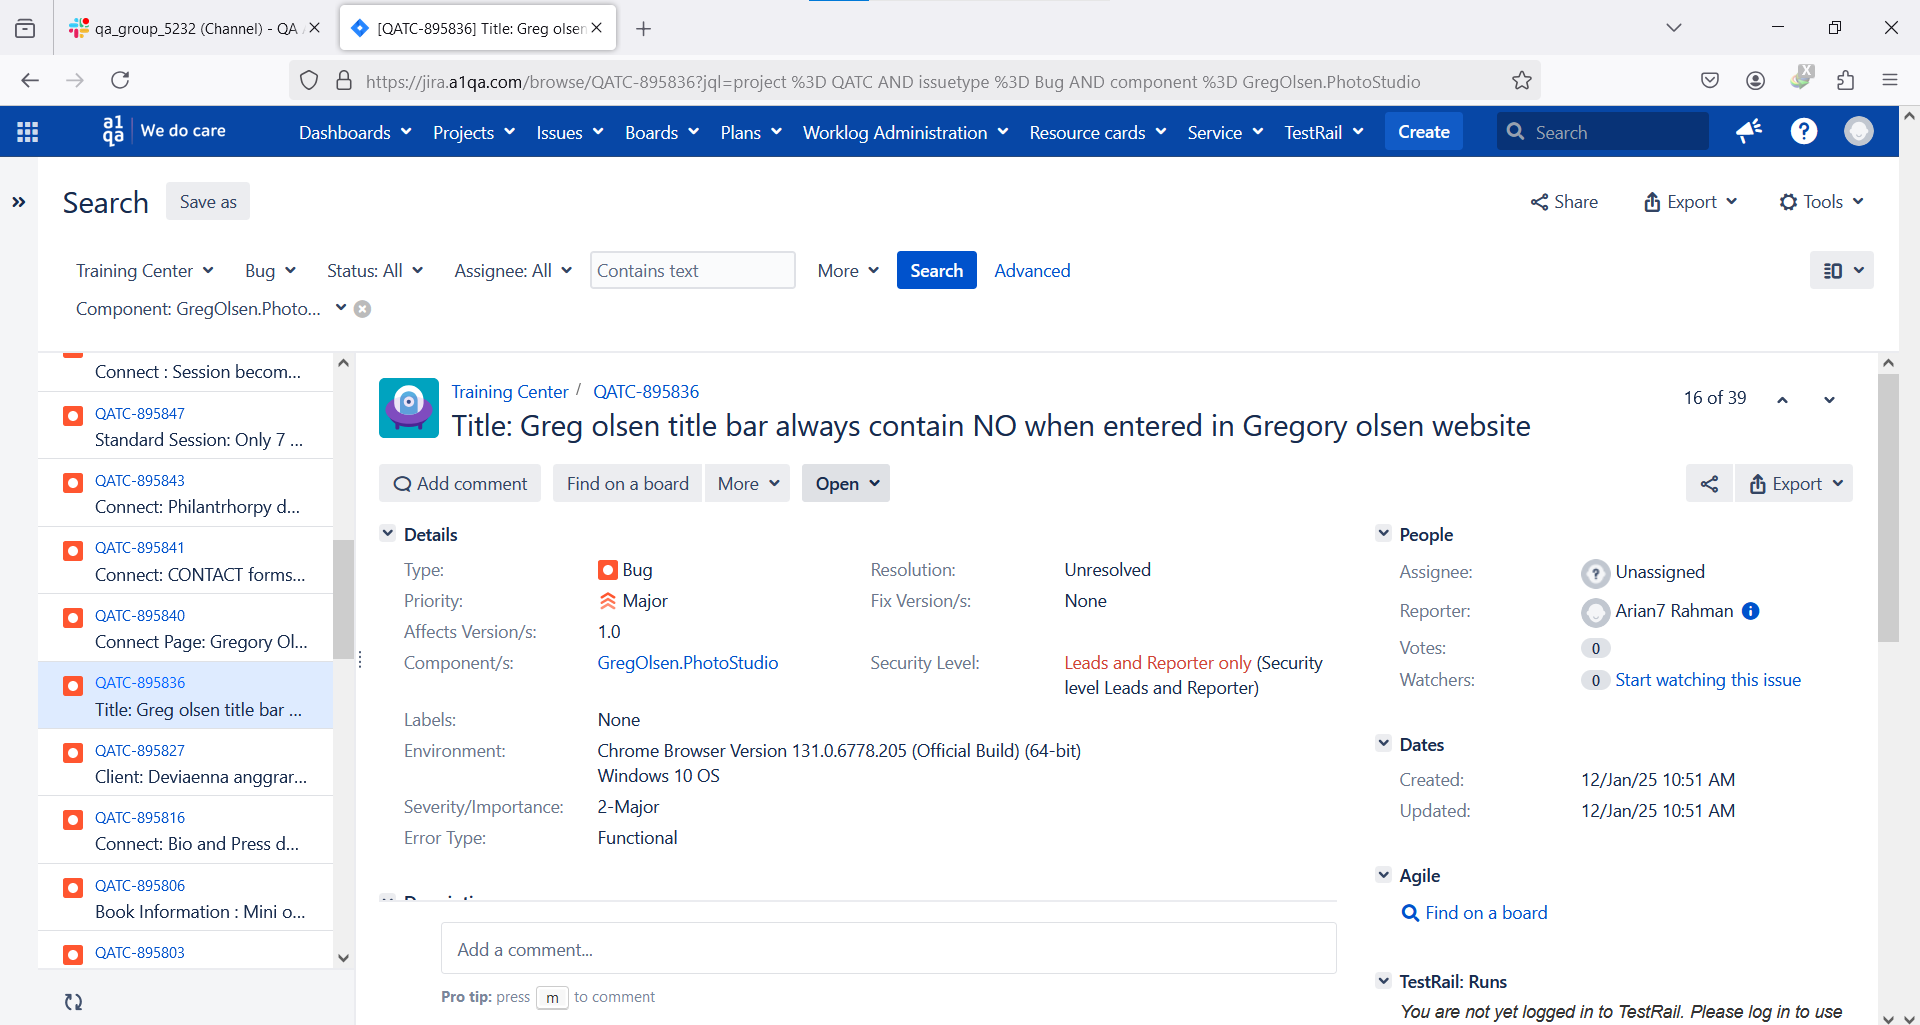 qa_group_5232 (Channel) - QA
[QATC-895836] Title: Greg olsen
https://jira.a1qa.com/browse/QATC-895836?jql=project %3D QATC AND issuetype %3D Bug AND component %3D GregOlsen.PhotoStudio
a1 qa We do care Dashboards Projects Issues Boards Plans Worklog Administration Resource cards Service TestRail Create Search
Search Save as Share Export Tools
Training Center Bug Status: All Assignee: All Contains text More Search Advanced
Component: GregOlsen.Photo...
Connect : Session becom...
QATC-895847
Standard Session: Only 7 ...
QATC-895843
Connect: Philantrhorpy d...
QATC-895841
Connect: CONTACT forms...
QATC-895840
Connect Page: Gregory Ol...
QATC-895836
Title: Greg olsen title bar ...
QATC-895827
Client: Deviaenna anggrar...
QATC-895816
Connect: Bio and Press d...
QATC-895806
Book Information : Mini o...
QATC-895803
Training Center / QATC-895836
16 of 39
Title: Greg olsen title bar always contain NO when entered in Gregory olsen website
Add comment Find on a board More Open Export
Details
Type: Bug Resolution: Unresolved
Priority: Major Fix Version/s: None
Affects Version/s: 1.0
Component/s: GregOlsen.PhotoStudio Security Level: Leads and Reporter only (Security
level Leads and Reporter)
Labels: None
Environment: Chrome Browser Version 131.0.6778.205 (Official Build) (64-bit)
Windows 10 OS
Severity/Importance: 2-Major
Error Type: Functional
Add a comment...
Pro tip: press m to comment
People
Assignee: Unassigned
Reporter: Arian7 Rahman
Votes: 0
Watchers: 0 Start watching this issue
Dates
Created: 12/Jan/25 10:51 AM
Updated: 12/Jan/25 10:51 AM
Agile
Find on a board
TestRail: Runs
You are not yet logged in to TestRail. Please log in to use